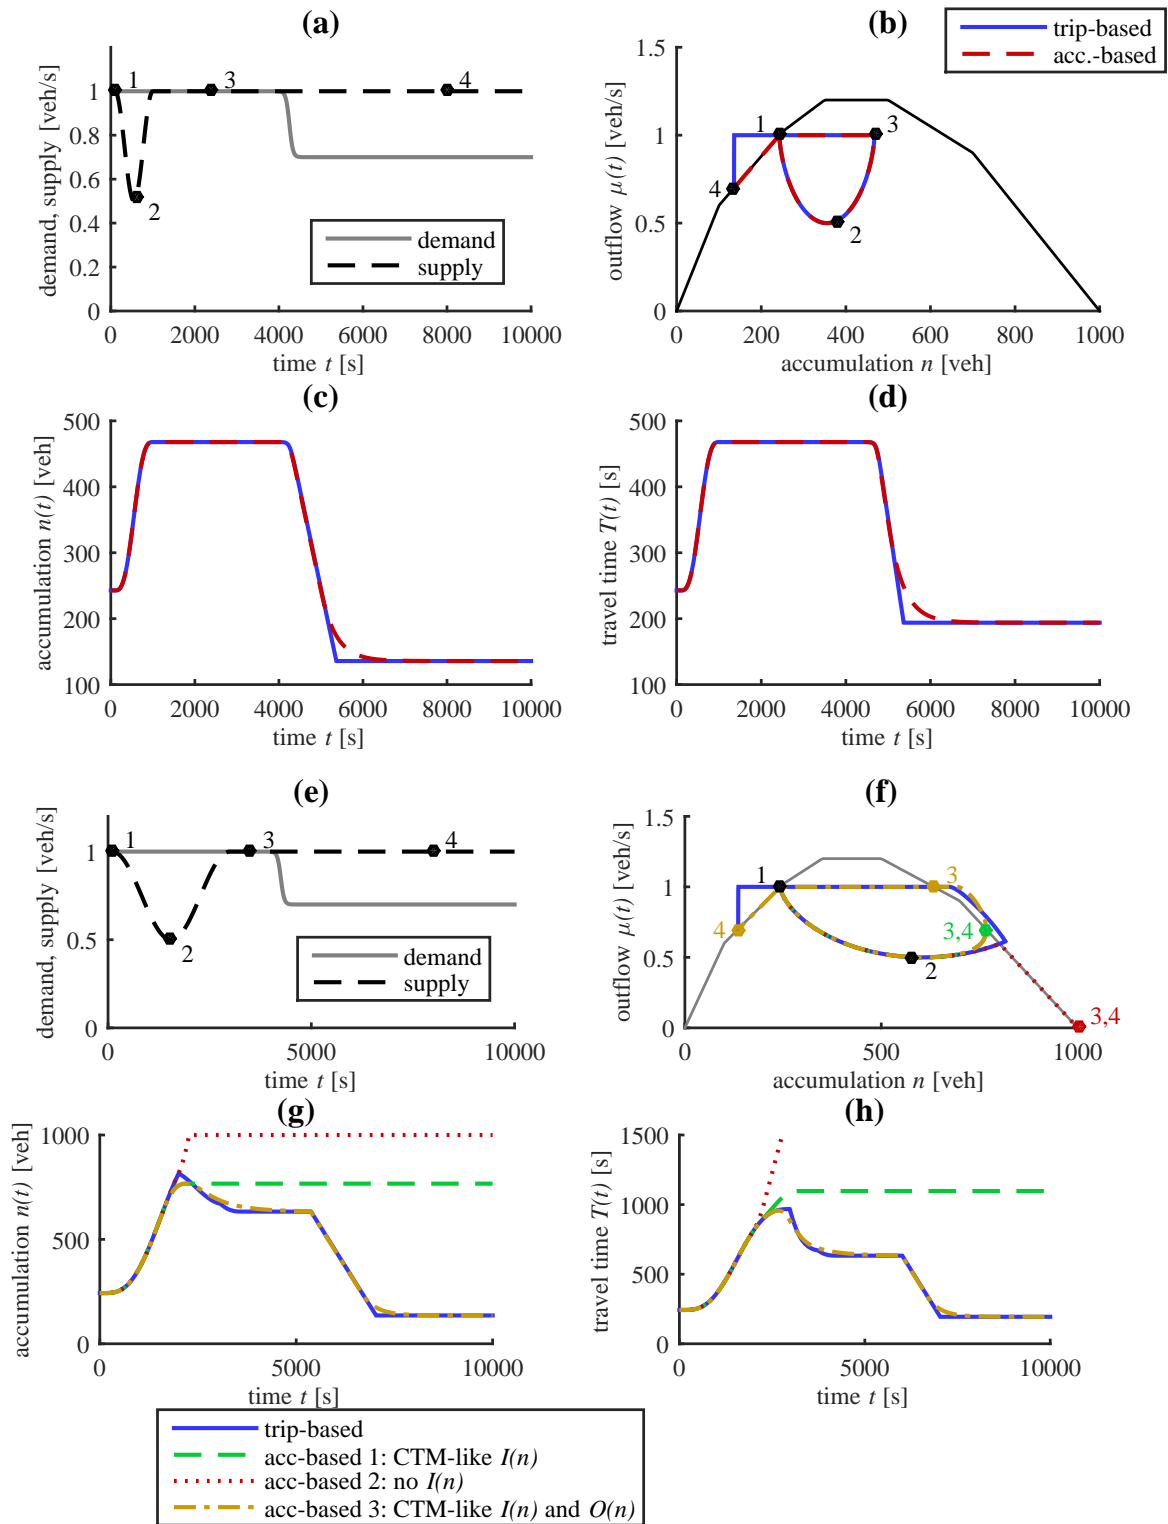 (a)
demand, supply [veh/s]
1
0.8
0.6
0.4
0.2
0
1
3
4
2
demand
supply
0 2000 4000 6000 8000 10000
time t [s]
(b)
trip-based
acc.-based
outflow μ(t) [veh/s]
1.5
1
0.5
0
1
3
4
2
0 200 400 600 800 1000
accumulation n [veh]
(c)
accumulation n(t) [veh]
500
400
300
200
100
0 2000 4000 6000 8000 10000
time t [s]
(d)
travel time T(t) [s]
500
400
300
200
100
0 2000 4000 6000 8000 10000
time t [s]
(e)
demand, supply [veh/s]
1
0.5
0
1
3
4
2
demand
supply
0 5000 10000
time t [s]
(f)
outflow μ(t) [veh/s]
1.5
1
0.5
0
1
3
4
3,4
2
3,4
0 500 1000
accumulation n [veh]
(g)
accumulation n(t) [veh]
1000
500
0
0 5000 10000
time t [s]
(h)
travel time T(t) [s]
1500
1000
500
0
0 5000 10000
time t [s]
trip-based
acc-based 1: CTM-like I(n)
acc-based 2: no I(n)
acc-based 3: CTM-like I(n) and O(n)